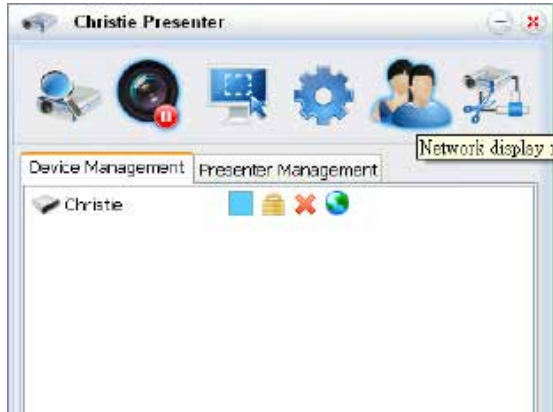 Christie Presenter
Network display
Device Management
Presenter Management
Christie